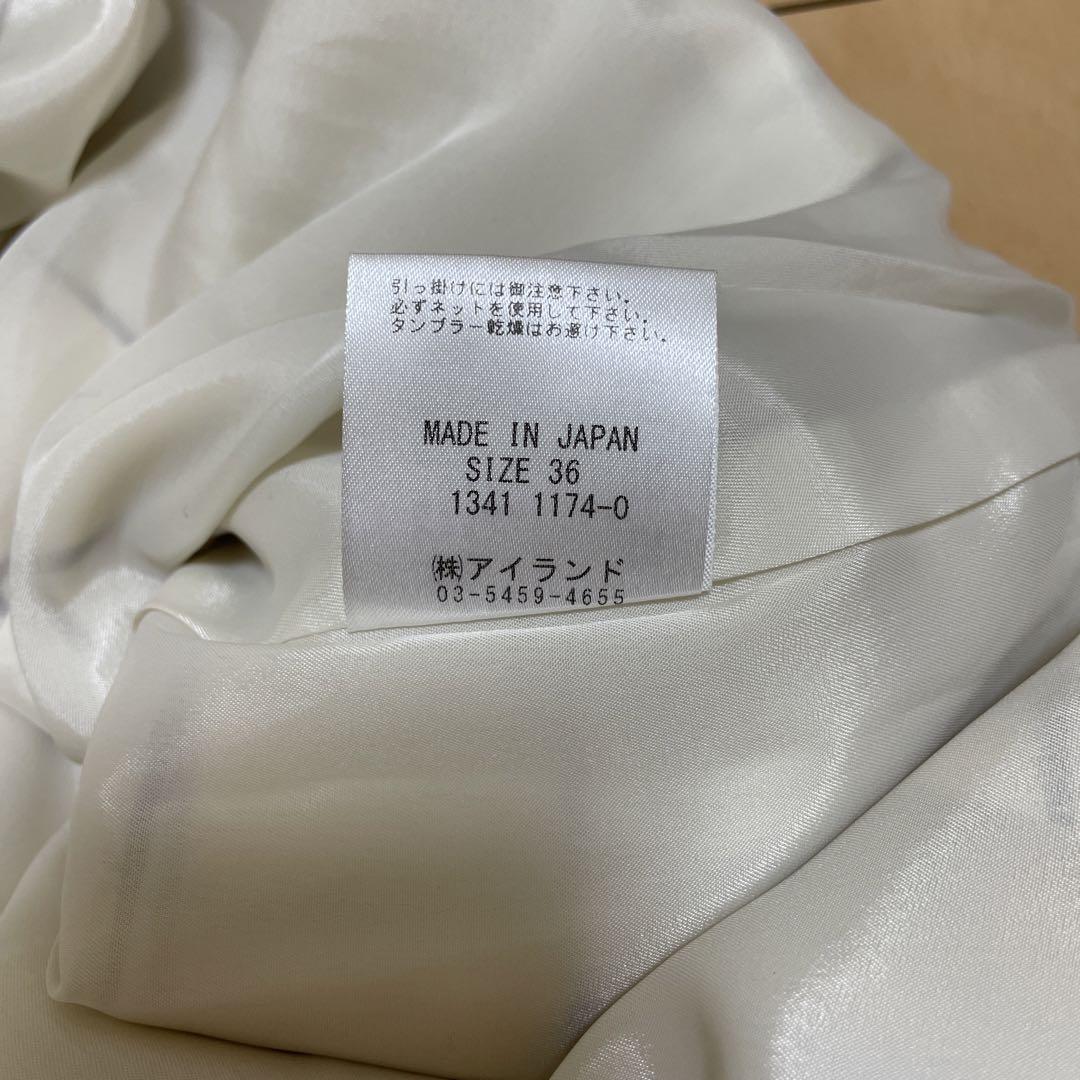 引っ掛けには御注意下さい。
必ずネットを使用して下さい。
タンブラー乾燥はお避け下さい。
MADE IN JAPAN
SIZE 36
1341 1174-0
㈱アイランド
03-5459-4655